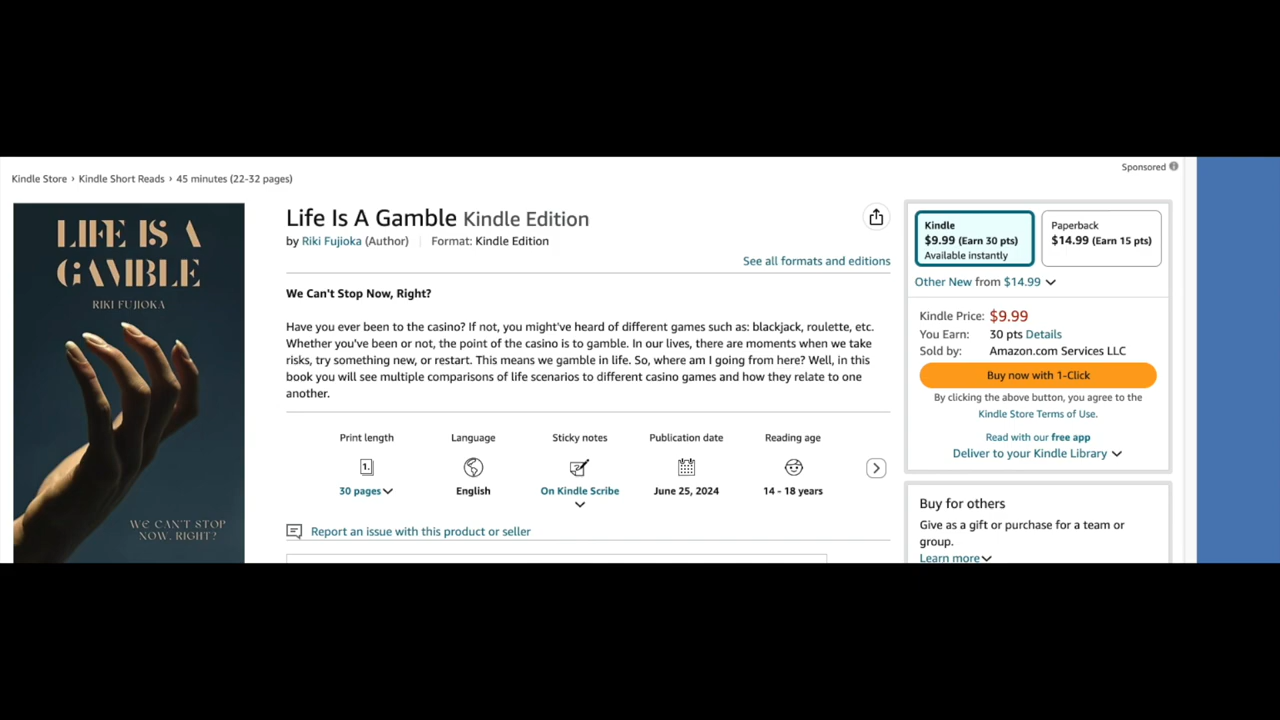 Sponsored
Kindle Store › Kindle Short Reads › 45 minutes (22-32 pages)
LIFE IS A
GAMBLE
RIKI FUJIOKA
WE CAN'T STOP
NOW, RIGHT?
Life Is A Gamble Kindle Edition
by Riki Fujioka (Author) | Format: Kindle Edition
See all formats and editions
We Can't Stop Now, Right?
Have you ever been to the casino? If not, you might've heard of different games such as: blackjack, roulette, etc.
Whether you've been or not, the point of the casino is to gamble. In our lives, there are moments when we take
risks, try something new, or restart. This means we gamble in life. So, where am I going from here? Well, in this
book you will see multiple comparisons of life scenarios to different casino games and how they relate to one
another.
Print length
1.
30 pages
Language
English
Sticky notes
On Kindle Scribe
Publication date
June 25, 2024
Reading age
14 - 18 years
Report an issue with this product or seller
Kindle
$9.99 (Earn 30 pts)
Available instantly
Paperback
$14.99 (Earn 15 pts)
Other New from $14.99
Kindle Price: $9.99
You Earn: 30 pts Details
Sold by: Amazon.com Services LLC
Buy now with 1-Click
By clicking the above button, you agree to the
Kindle Store Terms of Use.
Read with our free app
Deliver to your Kindle Library
Buy for others
Give as a gift or purchase for a team or
group.
Learn more